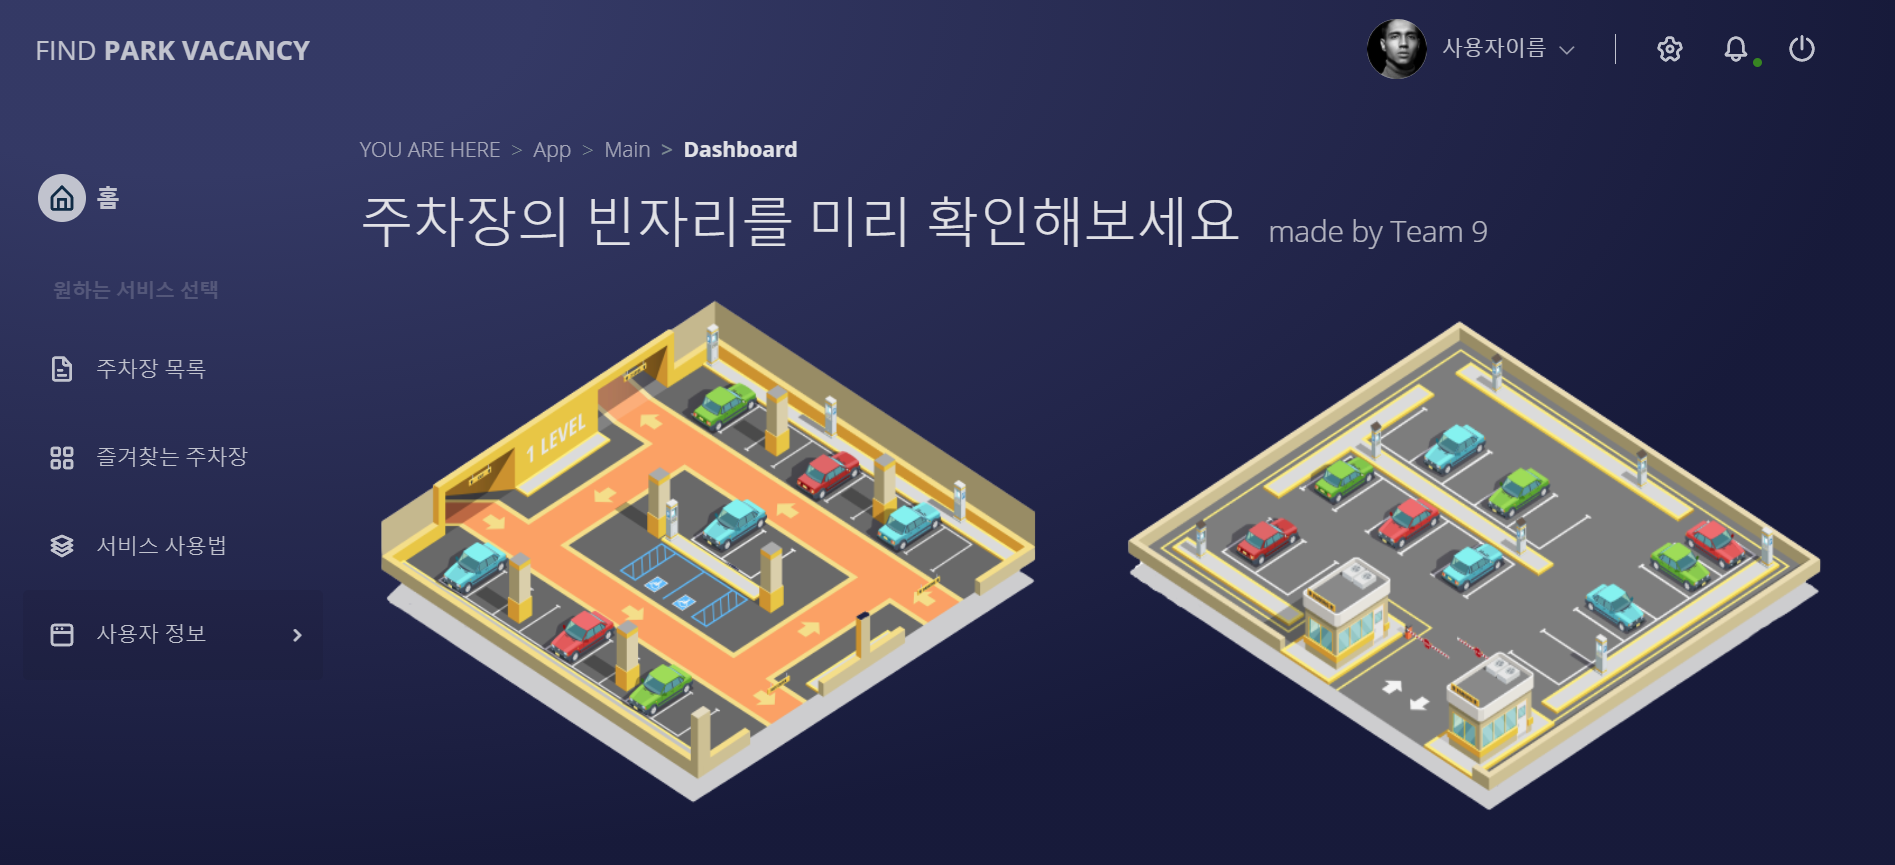 FIND PARK VACANCY
사용자이름
YOU ARE HERE > App > Main > Dashboard
홈
주차장의 빈자리를 미리 확인해보세요 made by Team 9
원하는 서비스 선택
주차장 목록
즐겨찾는 주차장
서비스 사용법
사용자 정보
1 LEVEL